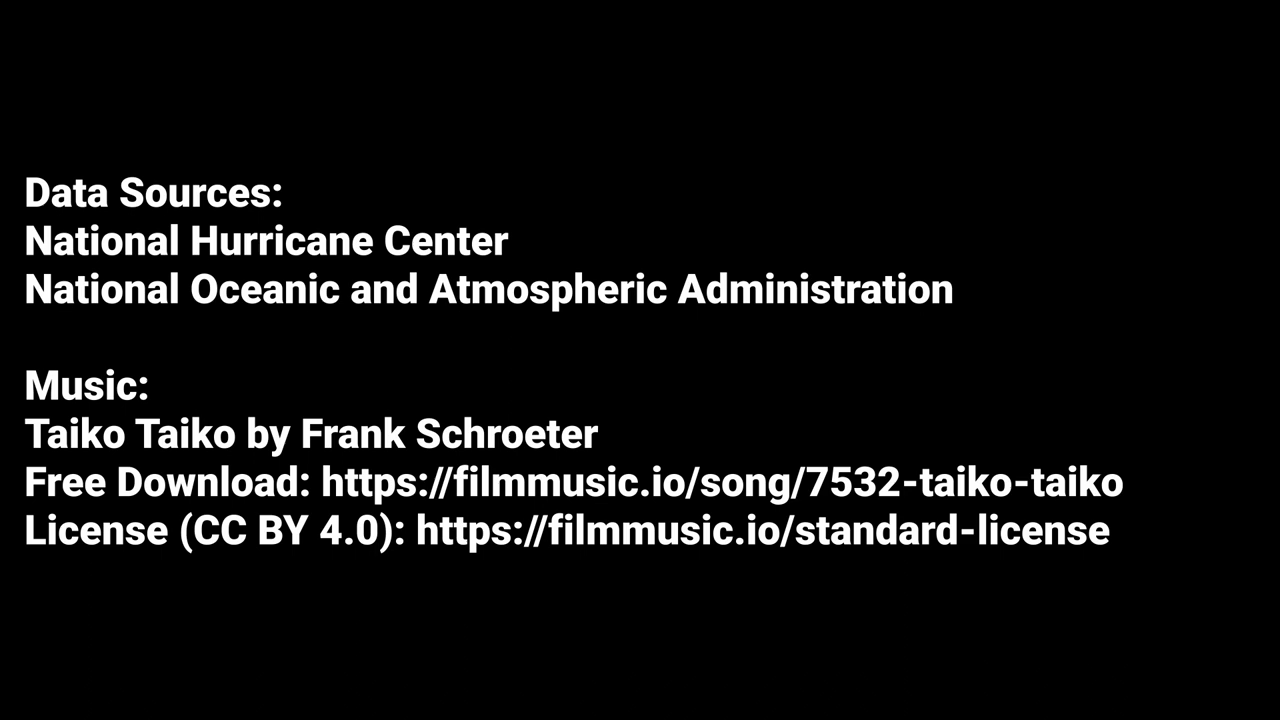 Data Sources:
National Hurricane Center
National Oceanic and Atmospheric Administration
Music:
Taiko Taiko by Frank Schroeter
Free Download: https://filmmusic.io/song/7532-taiko-taiko
License (CC BY 4.0): https://filmmusic.io/standard-license